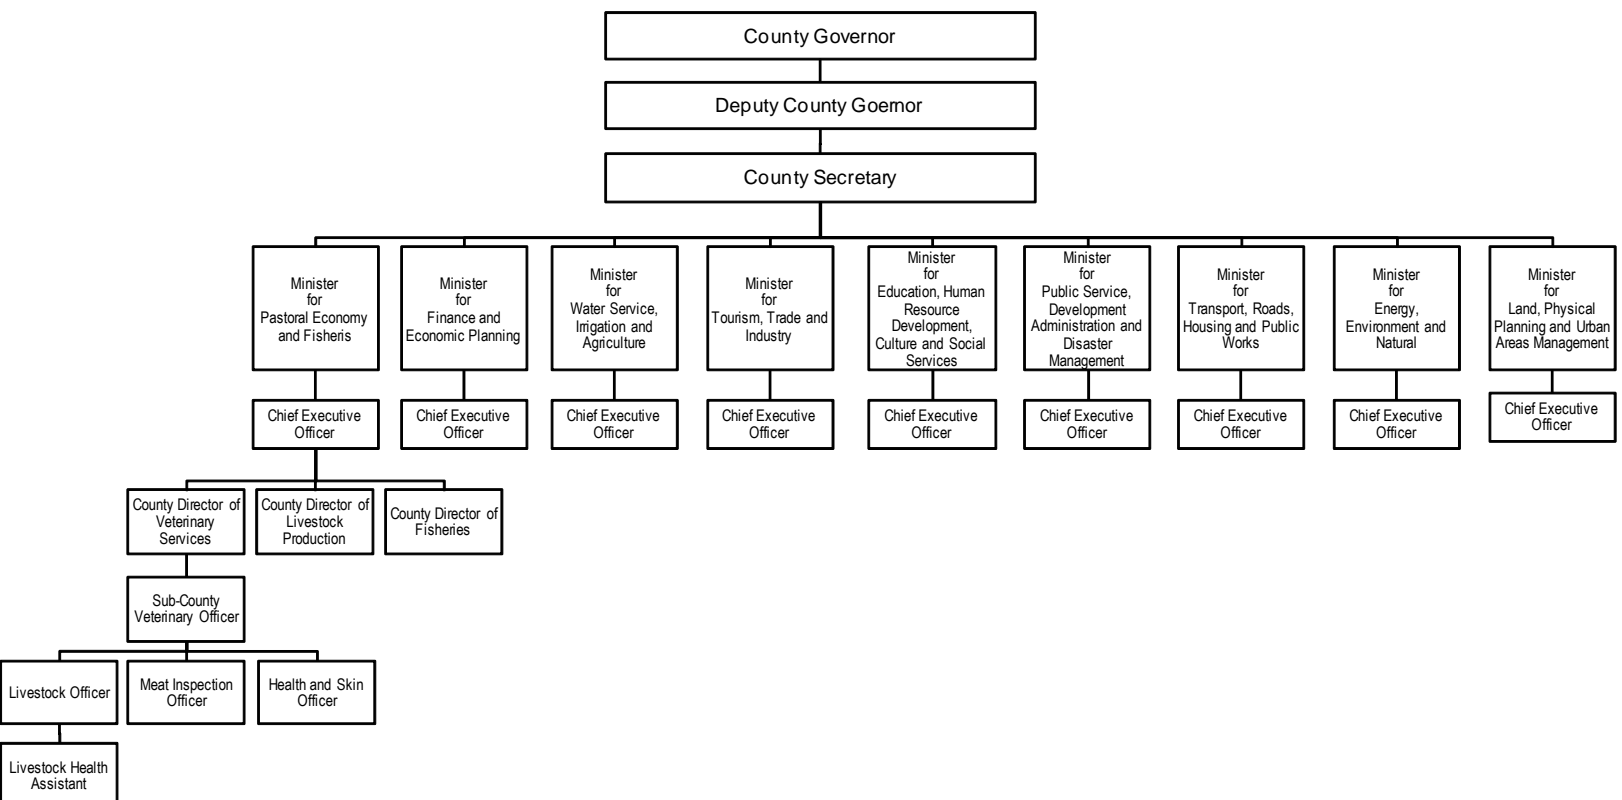 County Governor
Deputy County Goernor
County Secretary
Minister
for
Pastoral Economy
and Fisheris
Minister
for
Finance and
Economic Planning
Minister
for
Water Service,
Irrigation and
Agriculture
Minister
for
Tourism, Trade and
Industry
Minister
for
Education, Human
Resource
Development,
Culture and Social
Services
Minister
for
Public Service,
Development
Administration and
Disaster
Management
Minister
for
Transport, Roads,
Housing and Public
Works
Minister
for
Energy,
Environment and
Natural
Minister
for
Land, Physical
Planning and Urban
Areas Management
Chief Executive
Officer
Chief Executive
Officer
Chief Executive
Officer
Chief Executive
Officer
Chief Executive
Officer
Chief Executive
Officer
Chief Executive
Officer
Chief Executive
Officer
Chief Executive
Officer
County Director of
Veterinary
Services
County Director of
Livestock
Production
County Director of
Fisheries
Sub-County
Veterinary Officer
Livestock Officer
Meat Inspection
Officer
Health and Skin
Officer
Livestock Health
Assistant